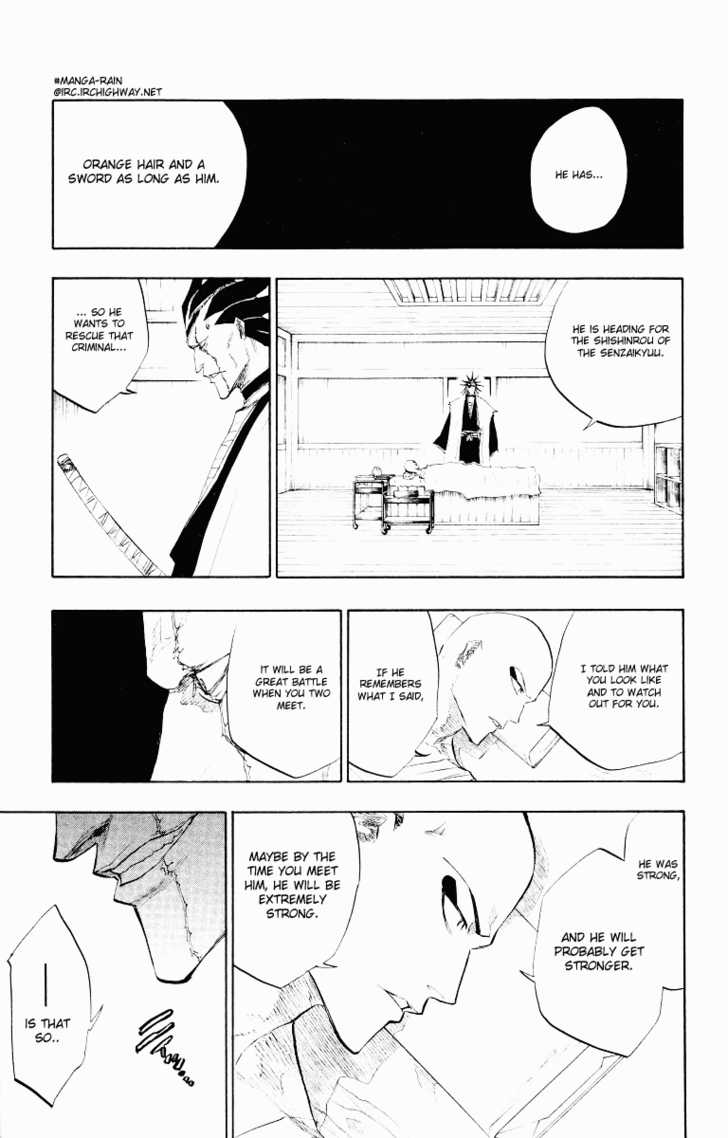 #MANGA-RAIN
@IRC.IRCHIGHWAY.NET
HE HAS...
ORANGE HAIR AND A
SWORD AS LONG AS HIM.
HE IS HEADING FOR
THE SHISHINROU OF
THE SENZAIKYUU.
... SO HE
WANTS TO
RESCUE THAT
CRIMINAL...
I TOLD HIM WHAT
YOU LOOK LIKE
AND TO WATCH
OUT FOR YOU.
IF HE
REMEMBERS
WHAT I SAID,
IT WILL BE A
GREAT BATTLE
WHEN YOU TWO
MEET.
HE WAS
STRONG,
AND HE WILL
PROBABLY GET
STRONGER.
MAYBE BY THE
TIME YOU MEET
HIM, HE WILL BE
EXTREMELY
STRONG.
IS THAT
SO..